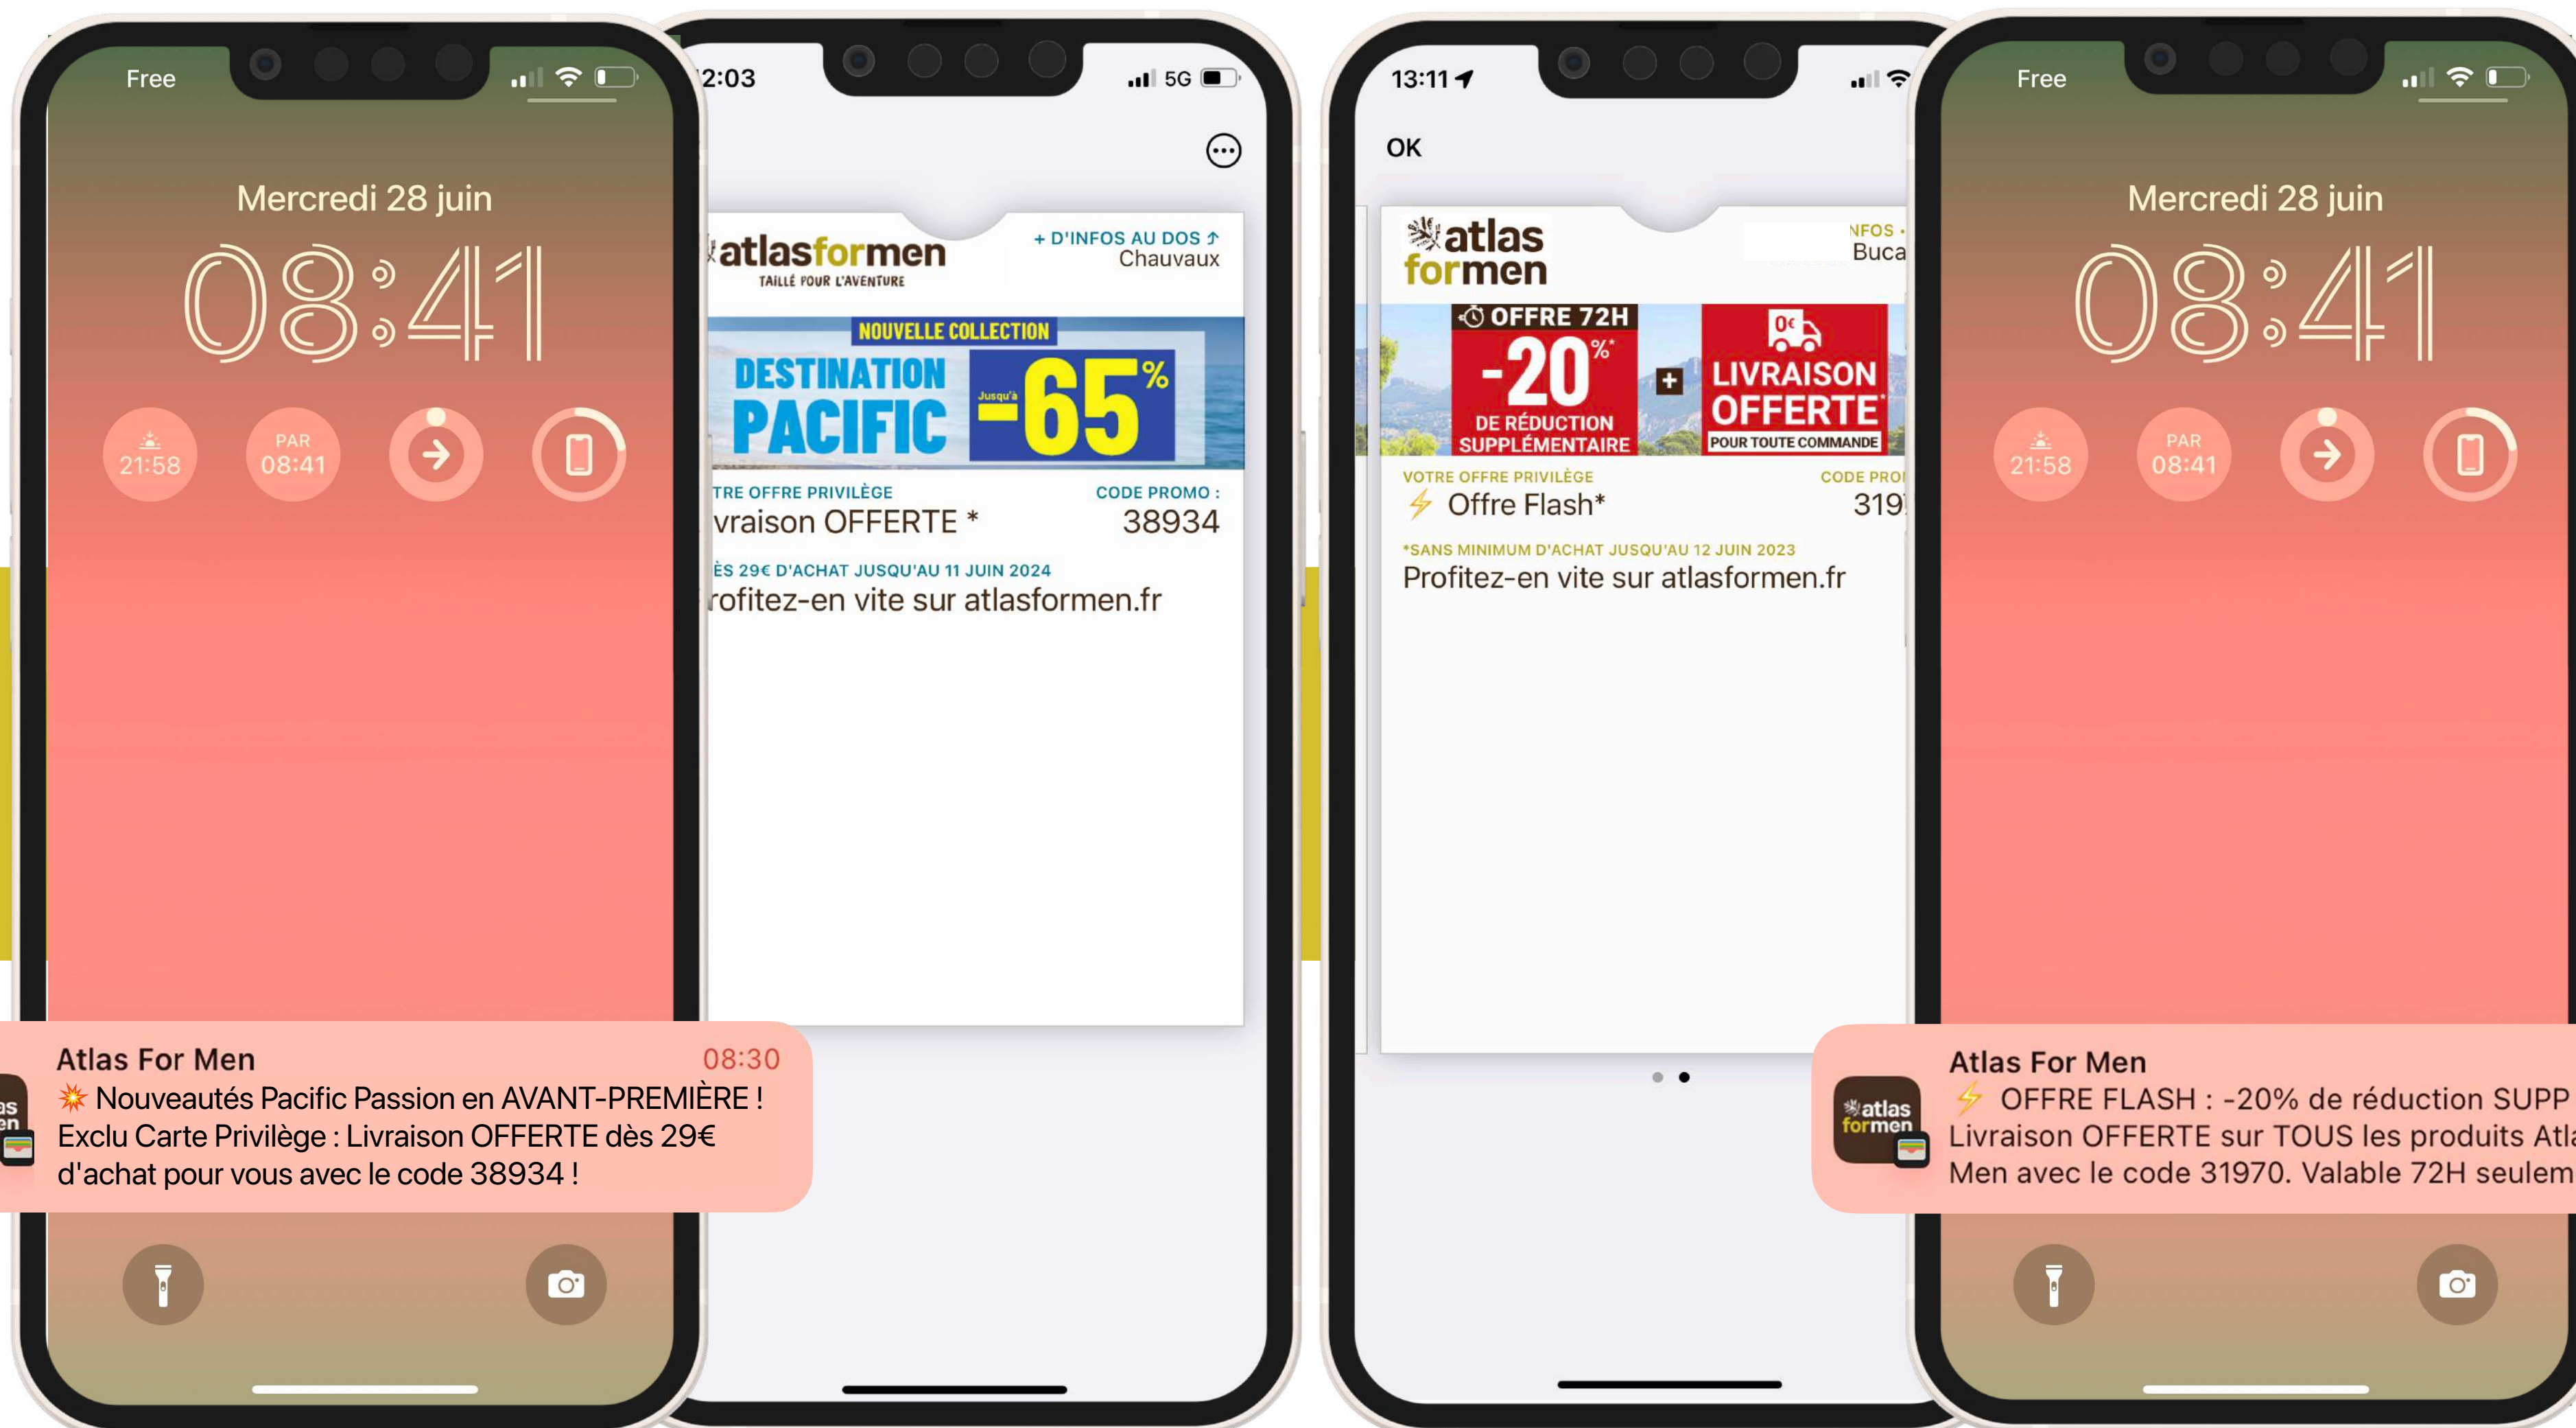 Free
Mercredi 28 juin
08:41
21:58
PAR
08:41
Atlas For Men
08:30
💥 Nouveautés Pacific Passion en AVANT-PREMIÈRE !
Exclu Carte Privilège : Livraison OFFERTE dès 29€
d'achat pour vous avec le code 38934 !
2:03
5G
atlasformen
TAILLÉ POUR L'AVENTURE
+ D'INFOS AU DOS
Chauvaux
NOUVELLE COLLECTION
DESTINATION
PACIFIC
Jusqu'à
-65%
TRE OFFRE PRIVILÈGE
CODE PROMO :
vraison OFFERTE *
38934
ÈS 29€ D'ACHAT JUSQU'AU 11 JUIN 2024
rofitez-en vite sur atlasformen.fr
13:11
OK
atlas
formen
NFOS
Buca
OFFRE 72H
-20%*
DE RÉDUCTION
SUPPLÉMENTAIRE
+
0€
LIVRAISON
OFFERTE*
POUR TOUTE COMMANDE
VOTRE OFFRE PRIVILÈGE
CODE PRO
⚡ Offre Flash*
319
*SANS MINIMUM D'ACHAT JUSQU'AU 12 JUIN 2023
Profitez-en vite sur atlasformen.fr
Free
Mercredi 28 juin
08:41
21:58
PAR
08:41
atlas
formen
Atlas For Men
⚡ OFFRE FLASH : -20% de réduction SUPP
Livraison OFFERTE sur TOUS les produits Atla
Men avec le code 31970. Valable 72H seulem